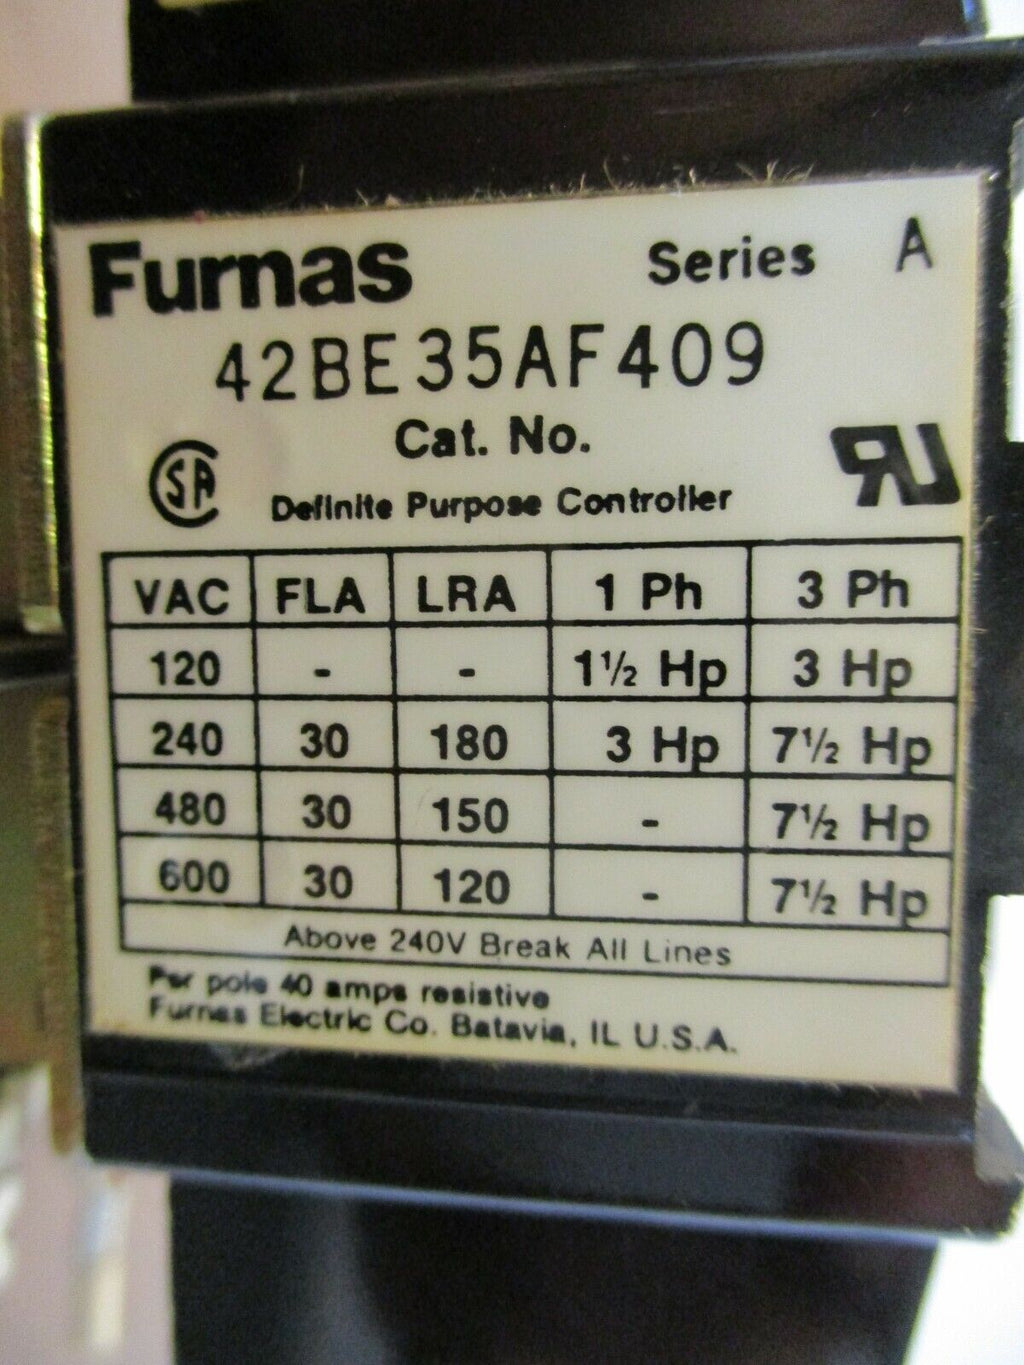 Furnas Series A
42BE35AF409
Cat. No.
SA
Definite Purpose Controller
RU
VAC FLA LRA 1 Ph 3 Ph
120 - - 1½ Hp 3 Hp
240 30 180 3 Hp 7½ Hp
480 30 150 - 7½ Hp
600 30 120 - 7½ Hp
Above 240V Break All Lines
Per pole 40 amps resistive
Furnas Electric Co. Batavia, IL U.S.A.